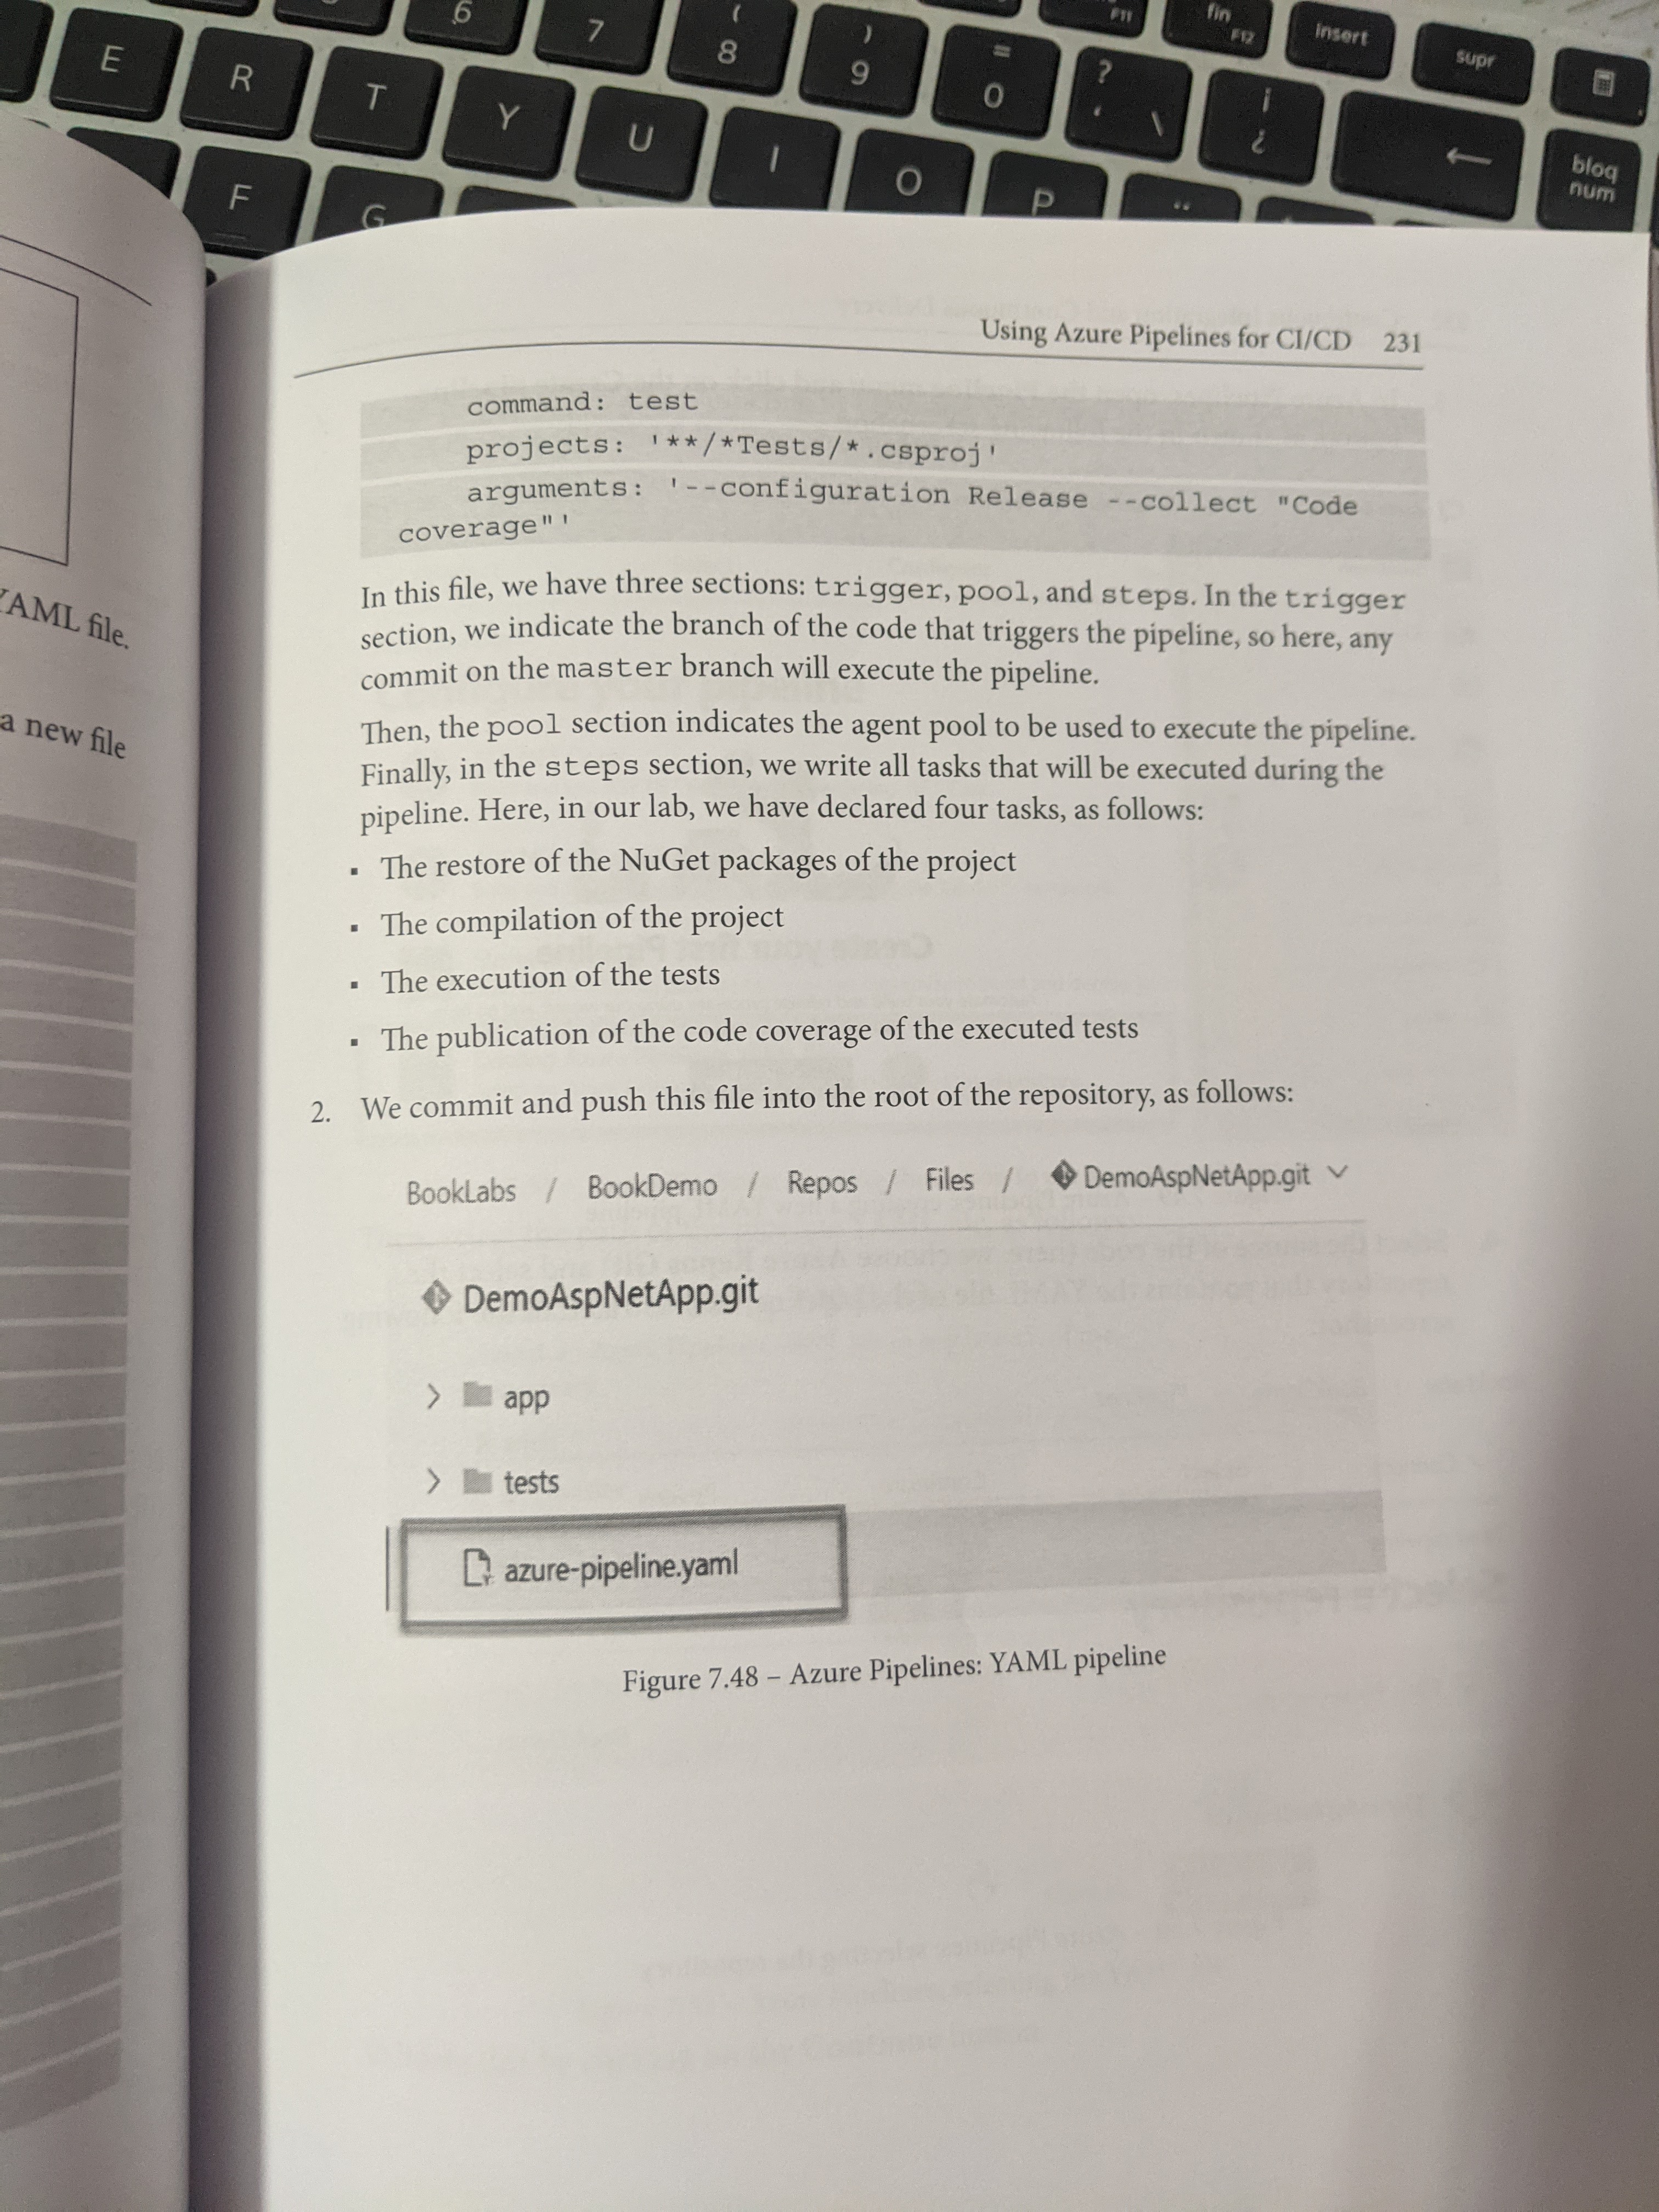 6
7
( 8
) 9
= 0
? ' \
F11
fin F12
insert
supr
E
R
T
Y
U
I
O
P
¡ ¿
←
bloq num
F
G
YAML file.
a new file
Using Azure Pipelines for CI/CD 231
command: test
projects: '**/*Tests/*.csproj'
arguments: '--configuration Release --collect "Code
coverage"'
In this file, we have three sections: trigger, pool, and steps. In the trigger
section, we indicate the branch of the code that triggers the pipeline, so here, any
commit on the master branch will execute the pipeline.
Then, the pool section indicates the agent pool to be used to execute the pipeline.
Finally, in the steps section, we write all tasks that will be executed during the
pipeline. Here, in our lab, we have declared four tasks, as follows:
▪ The restore of the NuGet packages of the project
▪ The compilation of the project
▪ The execution of the tests
▪ The publication of the code coverage of the executed tests
2. We commit and push this file into the root of the repository, as follows:
BookLabs / BookDemo / Repos / Files / DemoAspNetApp.git
DemoAspNetApp.git
> app
> tests
azure-pipeline.yaml
Figure 7.48 – Azure Pipelines: YAML pipeline